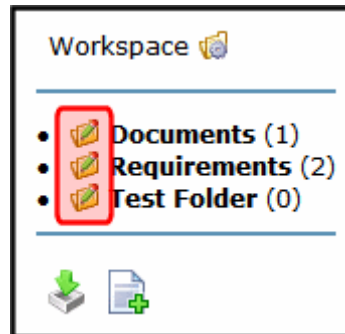 Workspace
• Documents (1)
• Requirements (2)
• Test Folder (0)